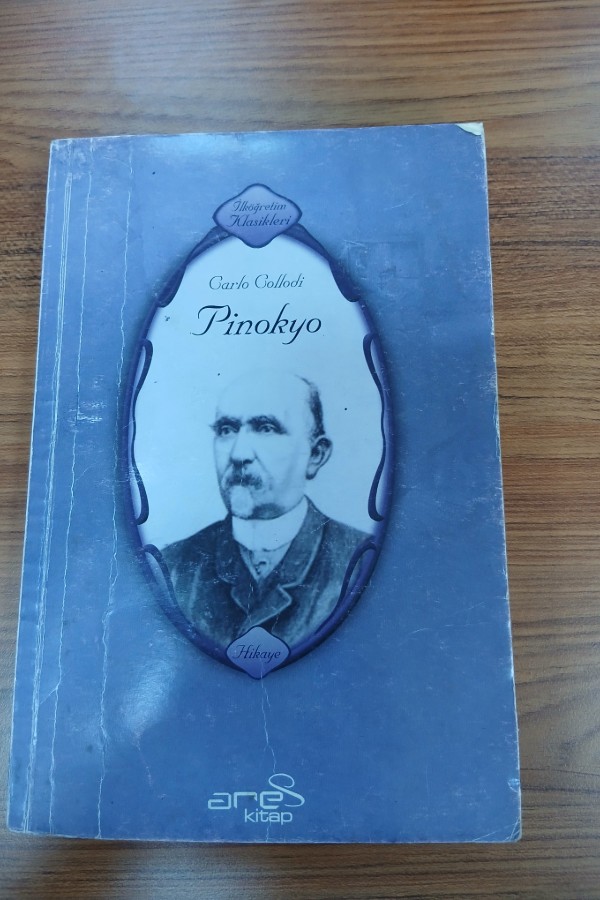 İlköğretim
Klasikleri
Carlo Collodi
Pinokyo
Hikaye
ares
kitap